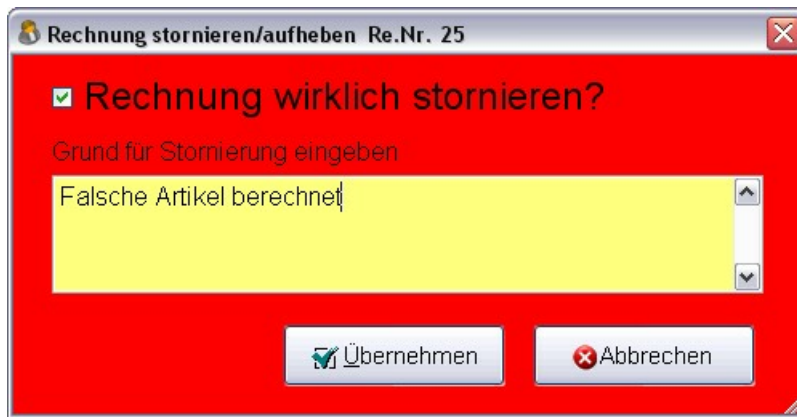 Rechnung stornieren/aufheben Re.Nr. 25
Rechnung wirklich stornieren?
Grund für Stornierung eingeben
Falsche Artikel berechnet
Übernehmen
Abbrechen